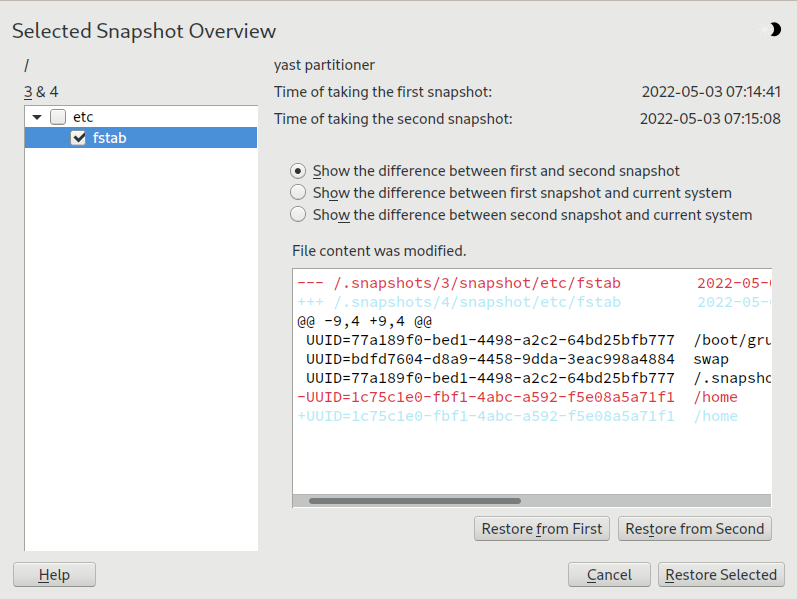 Selected Snapshot Overview
/
3 & 4
etc
fstab
yast partitioner
Time of taking the first snapshot: 2022-05-03 07:14:41
Time of taking the second snapshot: 2022-05-03 07:15:08
Show the difference between first and second snapshot
Show the difference between first snapshot and current system
Show the difference between second snapshot and current system
File content was modified.
--- /.snapshots/3/snapshot/etc/fstab 2022-05-
+++ /.snapshots/4/snapshot/etc/fstab 2022-05-
@@ -9,4 +9,4 @@
UUID=77a189f0-bed1-4498-a2c2-64bd25bfb777 /boot/gru
UUID=bdfd7604-d8a9-4458-9dda-3eac998a4884 swap
UUID=77a189f0-bed1-4498-a2c2-64bd25bfb777 /.snapsho
-UUID=1c75c1e0-fbf1-4abc-a592-f5e08a5a71f1 /home
+UUID=1c75c1e0-fbf1-4abc-a592-f5e08a5a71f1 /home
Restore from First Restore from Second
Help Cancel Restore Selected